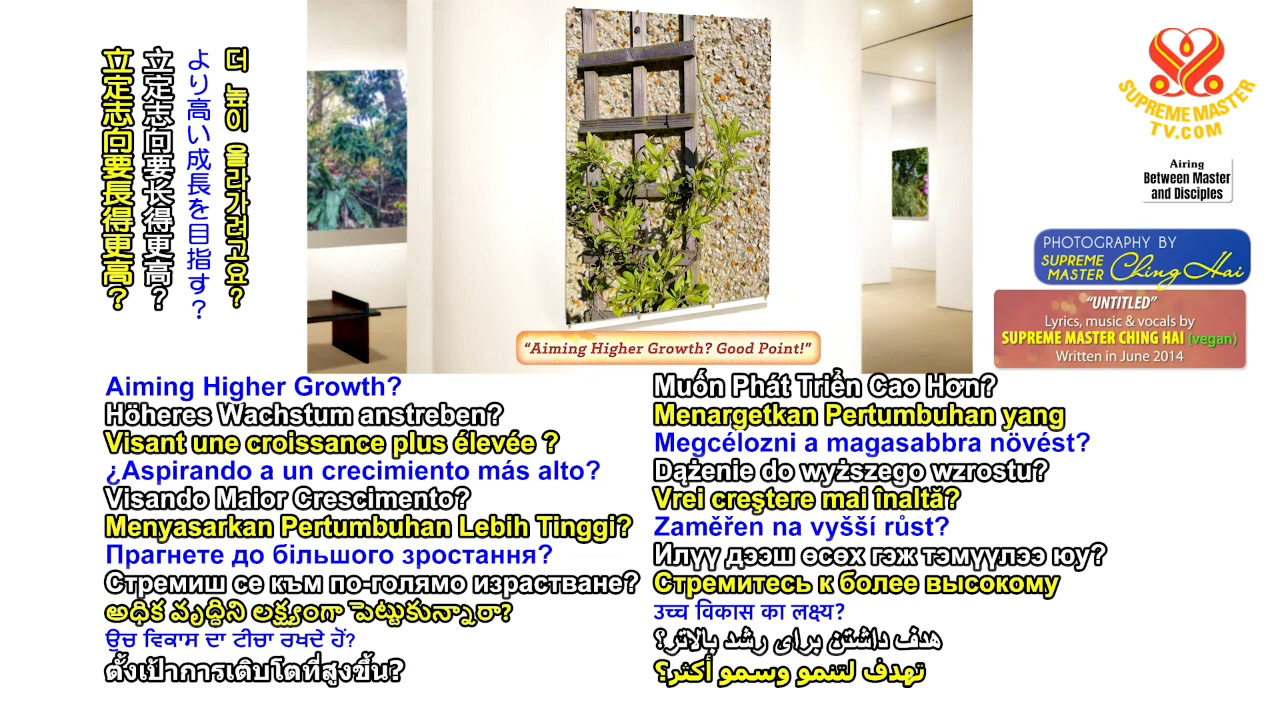 立定志向要長得更高？
立定志向要长得更高？
より高い成長を目指す？
더 높이 올라가려고요?
SUPREME MASTER
TV.COM
Airing
Between Master
and Disciples
PHOTOGRAPHY BY
SUPREME
MASTER Ching Hai
“UNTITLED”
Lyrics, music & vocals by
SUPREME MASTER CHING HAI (vegan)
Written in June 2014
“Aiming Higher Growth? Good Point!”
Aiming Higher Growth?
Höheres Wachstum anstreben?
Visant une croissance plus élevée ?
¿Aspirando a un crecimiento más alto?
Visando Maior Crescimento?
Menyasarkan Pertumbuhan Lebih Tinggi?
Прагнете до більшого зростання?
Стремиш се към по-голямо израстване?
అధిక వృద్ధిని లక్ష్యంగా పెట్టుకున్నారా?
ਉਚ ਵਿਕਾਸ ਦਾ ਟੀਚਾ ਰਖਦੇ ਹੋਂ?
ตั้งเป้าการเติบโตที่สูงขึ้น?
Muốn Phát Triển Cao Hơn?
Menargetkan Pertumbuhan yang
Megcélozni a magasabbra növést?
Dążenie do wyższego wzrostu?
Vrei creştere mai înaltă?
Zaměřen na vyšší růst?
Илүү дээш өсөх гэж тэмүүлээ юу?
Стремитесь к более высокому
उच्च विकास का लक्ष्य?
هدف داشتن برای رشد بالاتر؟
تهدف لتنمو وسمو أكثر؟